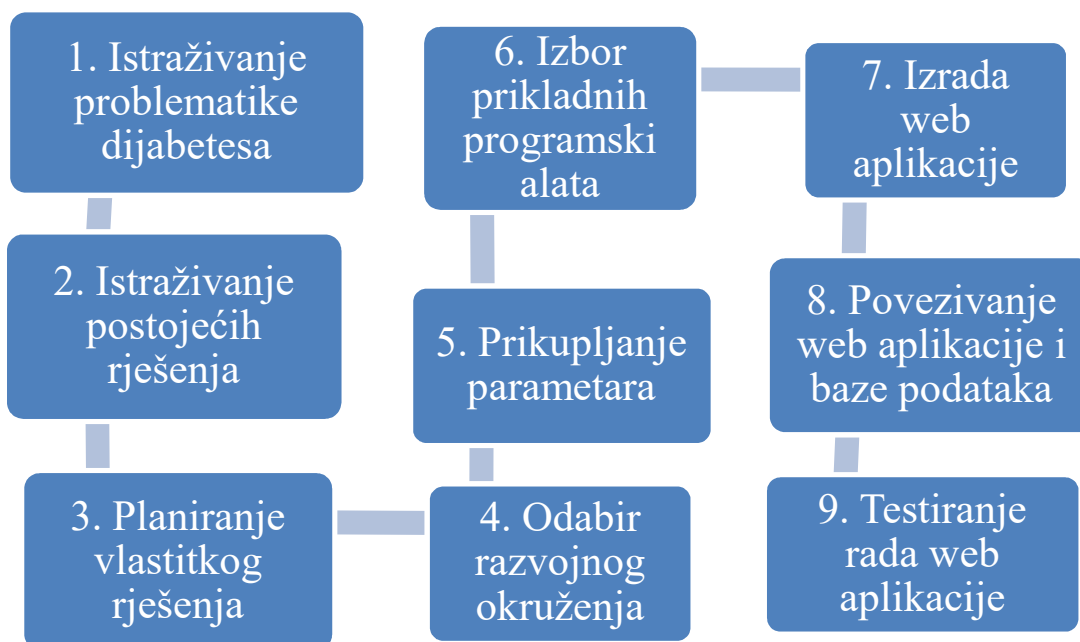 1. Istraživanje
problematike
dijabetesa
2. Istraživanje
postojećih
rješenja
3. Planiranje
vlastitkog
rješenja
4. Odabir
razvojnog
okruženja
5. Prikupljanje
parametara
6. Izbor
prikladnih
programski
alata
7. Izrada
web
aplikacije
8. Povezivanje
web aplikacije i
baze podataka
9. Testiranje
rada web
aplikacije